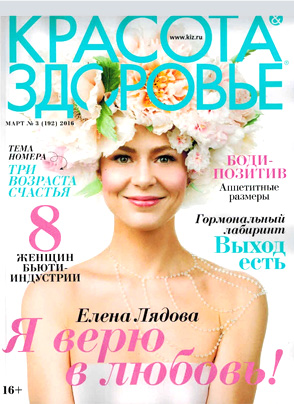 www.kiz.ru
КРАСОТА &
ЗДОРОВЬЕ®
МАРТ № 3 (192) 2016
ТЕМА
НОМЕРА
ТРИ
ВОЗРАСТА
СЧАСТЬЯ
8
ЖЕНЩИН
БЬЮТИ-
ИНДУСТРИИ
БОДИ-
ПОЗИТИВ
Аппетитные
размеры
Гормональный
лабиринт
Выход
есть
Елена Лядова
Я верю
в любовь!
16+